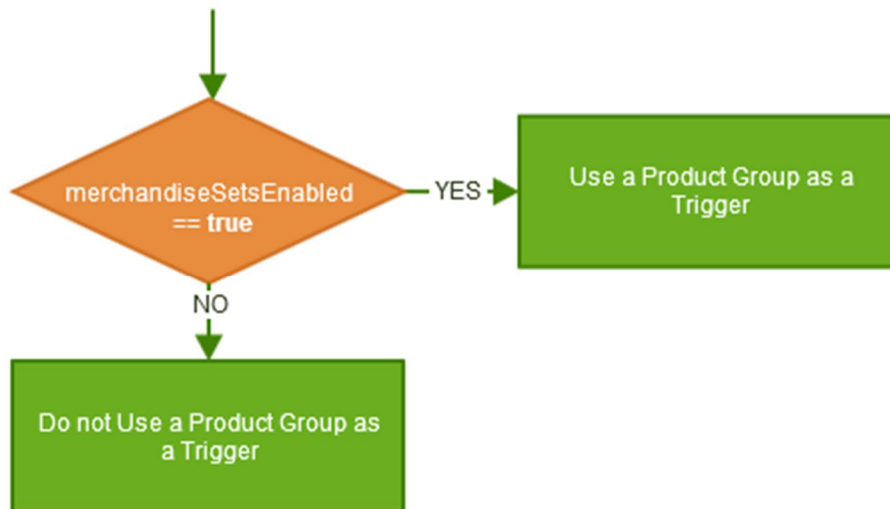 merchandiseSetsEnabled
== true
YES
Use a Product Group as a
Trigger
NO
Do not Use a Product Group as
a Trigger